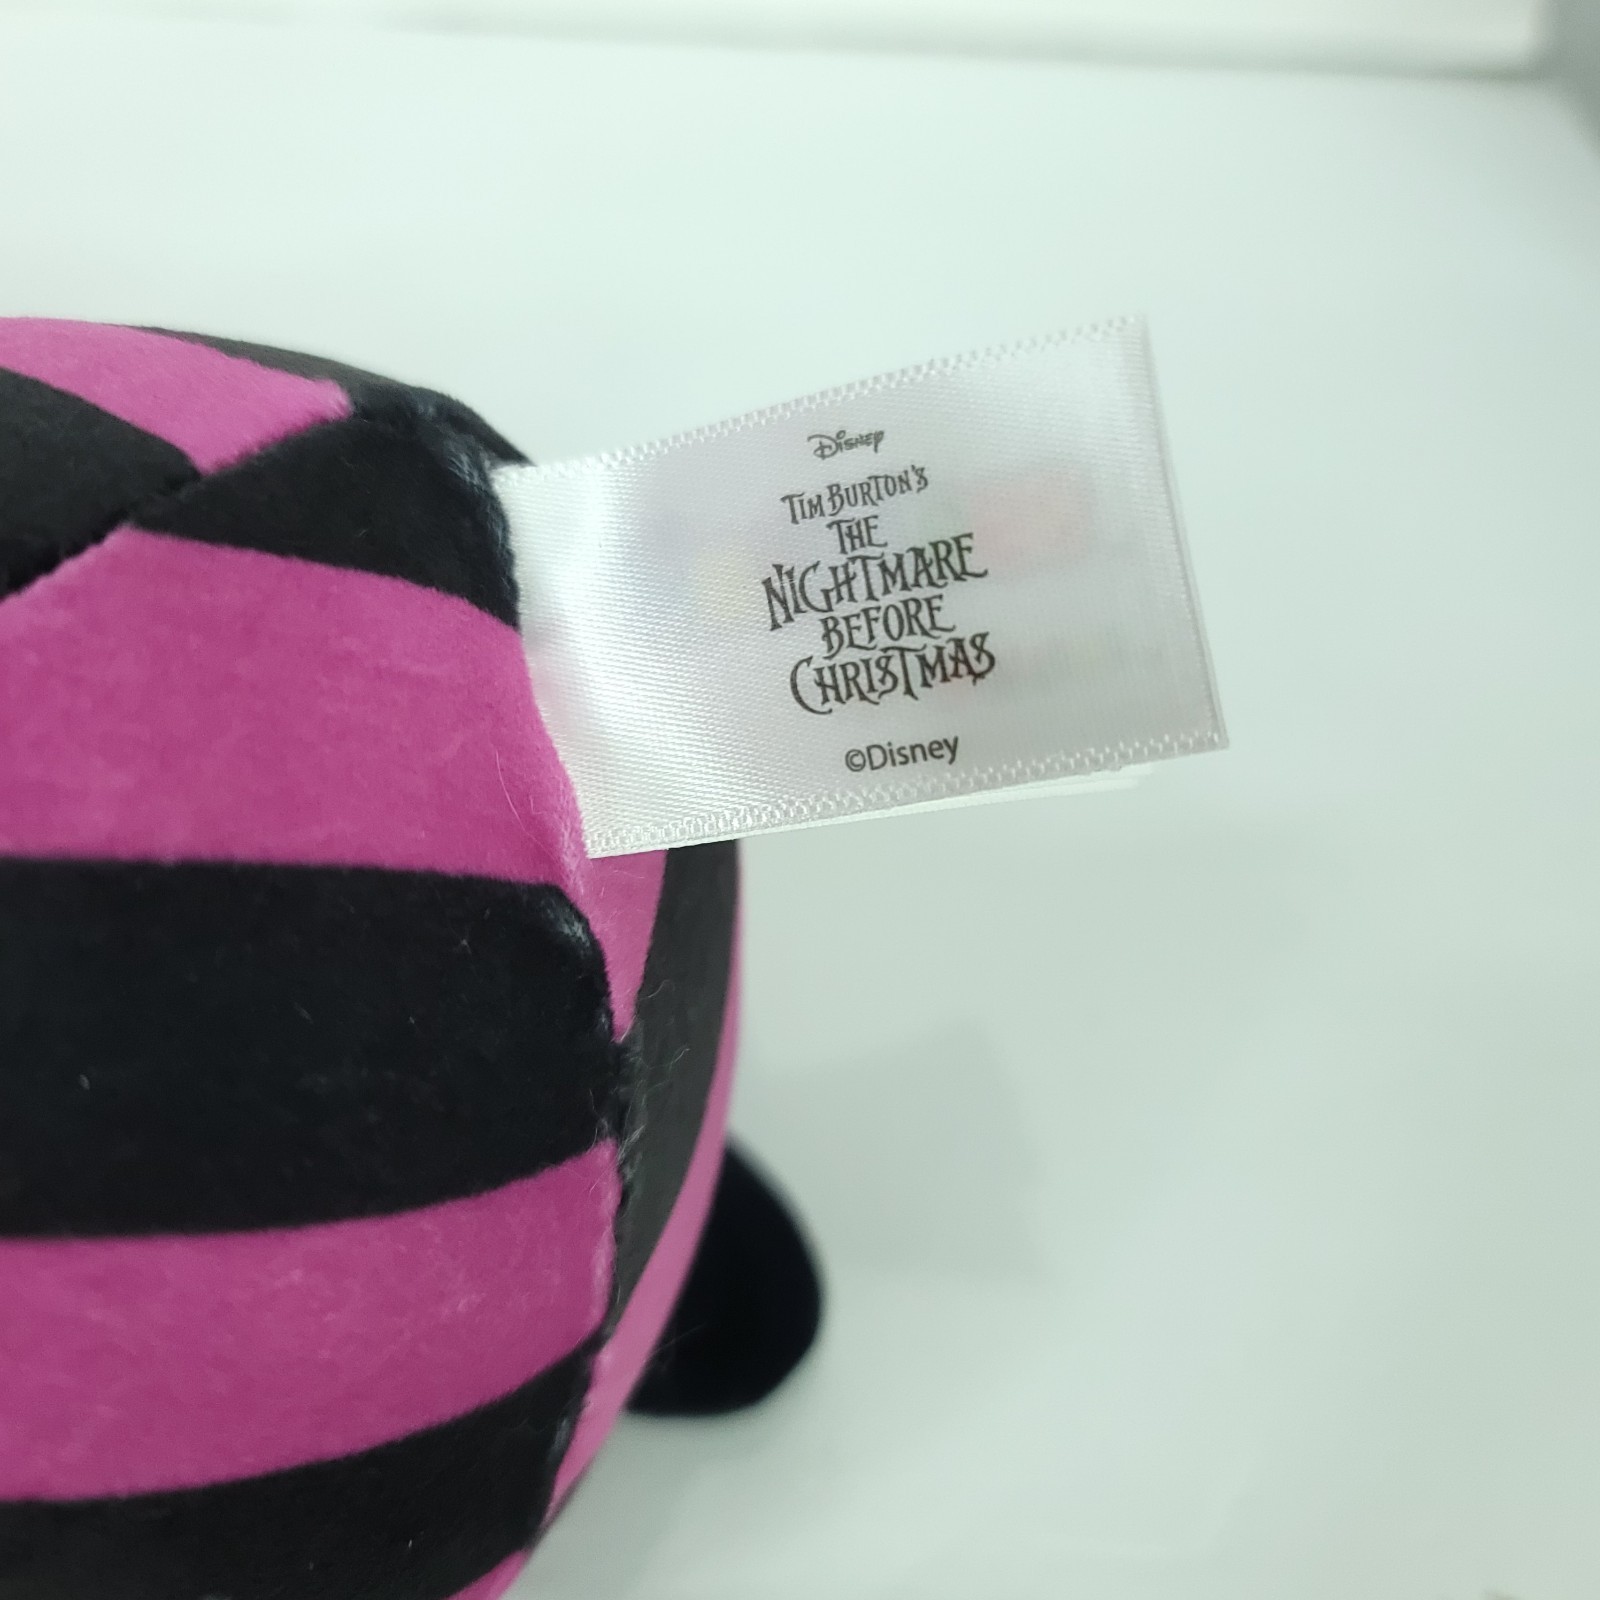 Disney
TIM BURTON'S
THE
NIGHTMARE
BEFORE
CHRISTMAS
©Disney